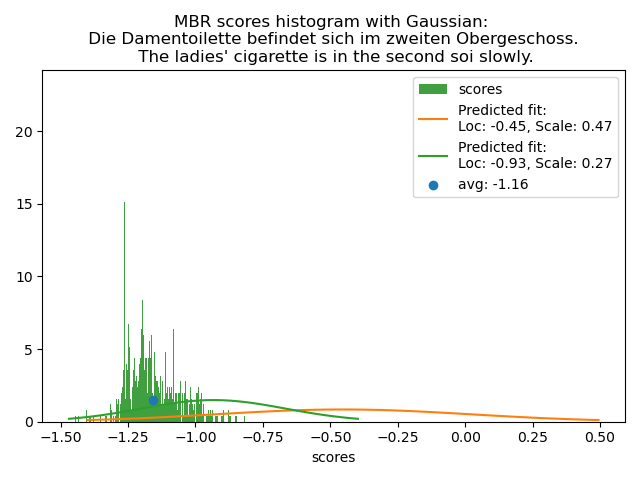 MBR scores histogram with Gaussian:
Die Damentoilette befindet sich im zweiten Obergeschoss.
The ladies' cigarette is in the second soi slowly.
scores
Predicted fit:
Loc: -0.45, Scale: 0.47
Predicted fit:
Loc: -0.93, Scale: 0.27
avg: -1.16
20
15
10
5
0
−1.50 −1.25 −1.00 −0.75 −0.50 −0.25 0.00 0.25 0.50
scores